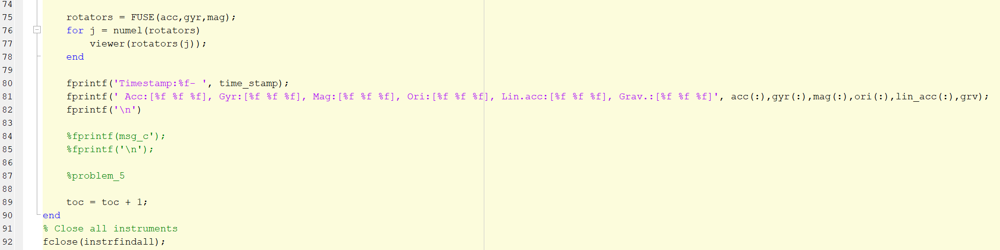 74
75 rotators = FUSE(acc,gyr,mag);
76 for j = numel(rotators)
77 viewer(rotators(j));
78 end
79
80 fprintf('Timestamp:%f- ', time_stamp);
81 fprintf(' Acc:[%f %f %f], Gyr:[%f %f %f], Mag:[%f %f %f], Ori:[%f %f %f], Lin.acc:[%f %f %f], Grav.:[%f %f %f]', acc(:),gyr(:),mag(:),ori(:),lin_acc(:),grv);
82 fprintf('\n')
83
84 %fprintf(msg_c');
85 %fprintf('\n');
86
87 %problem_5
88
89 toc = toc + 1;
90 end
91 % Close all instruments
92 fclose(instrfindall);